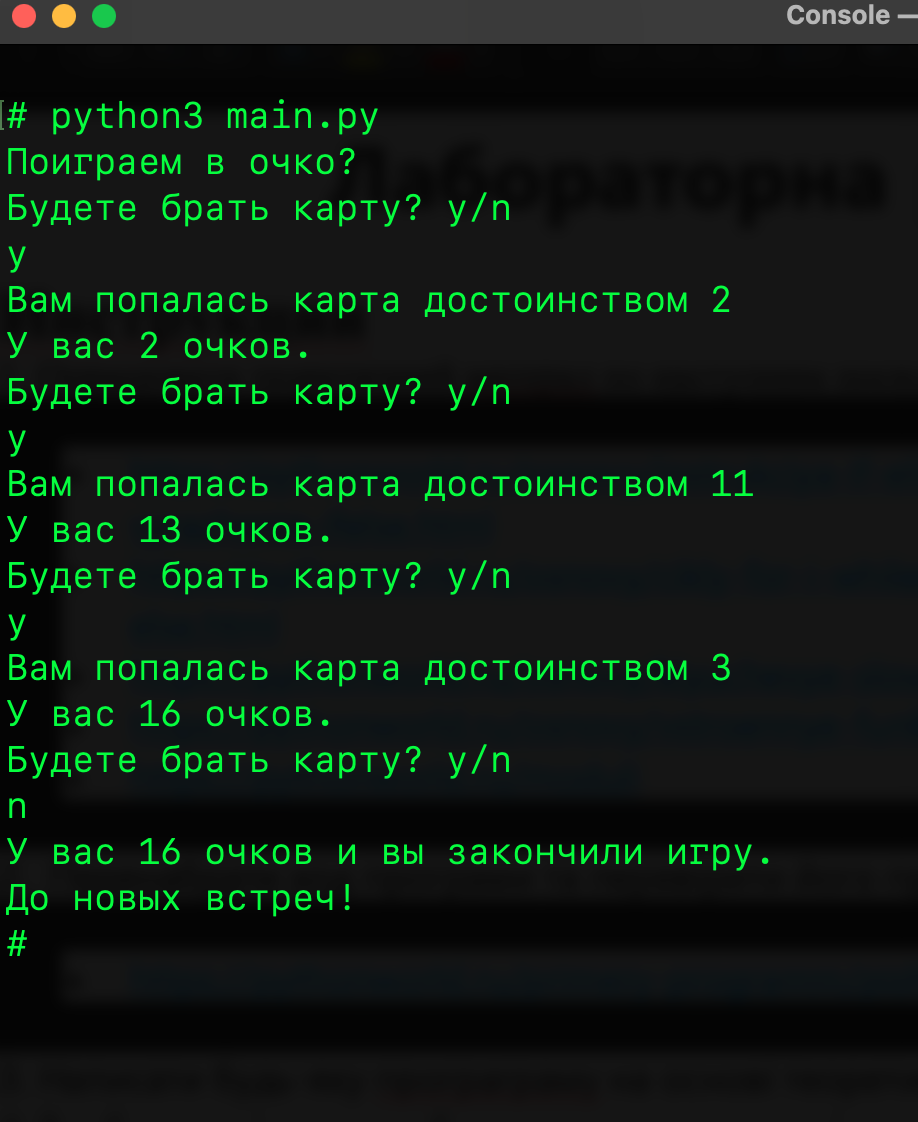 Console —
# python3 main.py
Поиграем в очко?
Будете брать карту? y/n
y
Вам попалась карта достоинством 2
У вас 2 очков.
Будете брать карту? y/n
y
Вам попалась карта достоинством 11
У вас 13 очков.
Будете брать карту? y/n
y
Вам попалась карта достоинством 3
У вас 16 очков.
Будете брать карту? y/n
n
У вас 16 очков и вы закончили игру.
До новых встреч!
#
Лабораторна